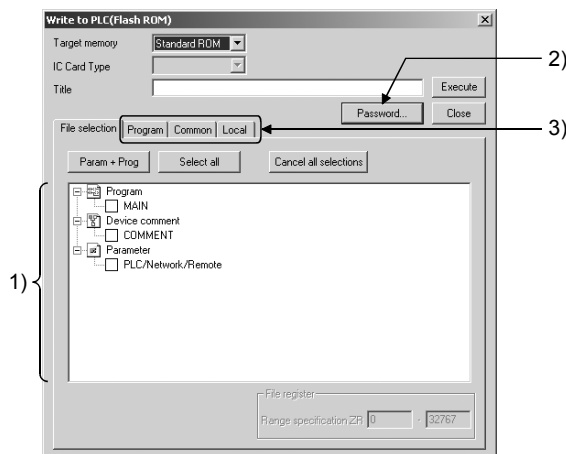 Write to PLC(Flash ROM)
Target memory Standard ROM
IC Card Type
Title
Execute
Password... Close
2)
3)
File selection Program Common Local
Param + Prog Select all Cancel all selections
Program
MAIN
Device comment
COMMENT
Parameter
PLC/Network/Remote
1)
File register
Range specification ZR 0 - 32767